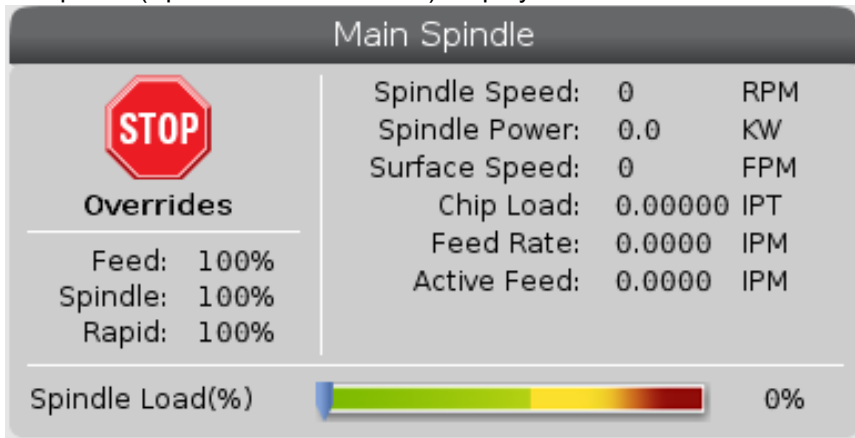 Main Spindle
STOP
Overrides
Feed: 100%
Spindle: 100%
Rapid: 100%
Spindle Speed: 0 RPM
Spindle Power: 0.0 KW
Surface Speed: 0 FPM
Chip Load: 0.00000 IPT
Feed Rate: 0.0000 IPM
Active Feed: 0.0000 IPM
Spindle Load(%) 0%